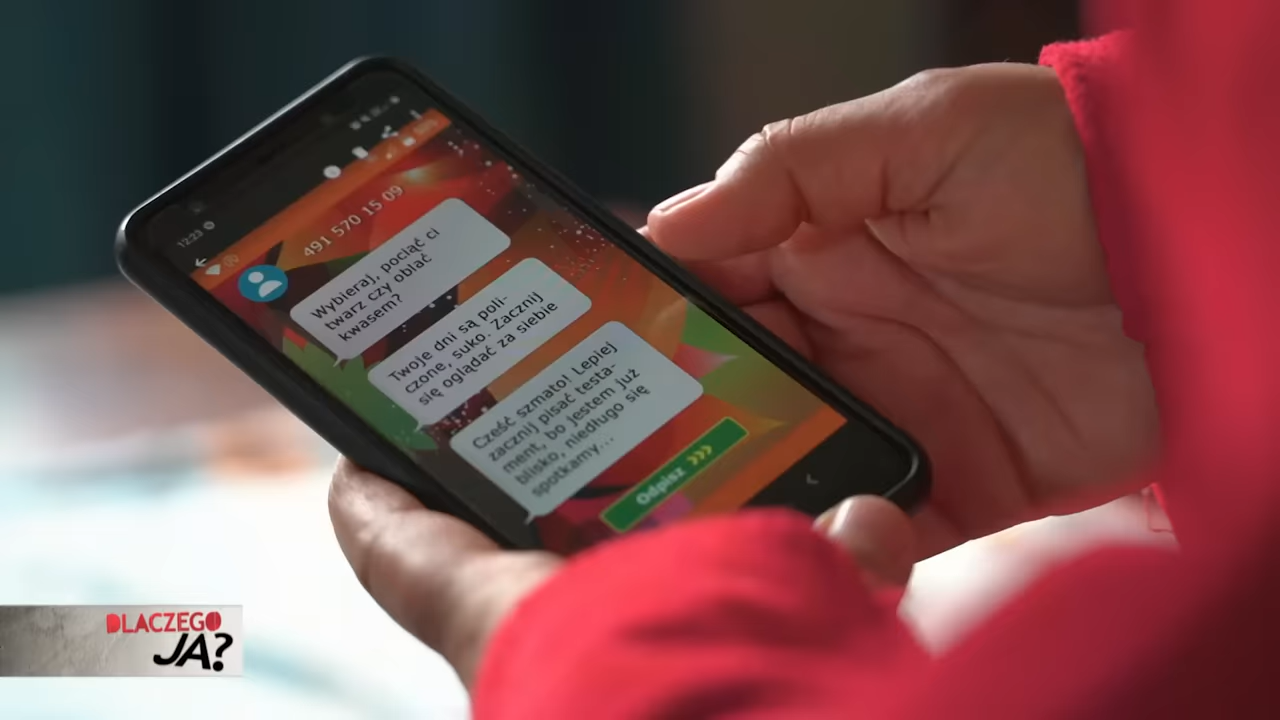 12:23
491 570 15 09
Wybieraj, pociąć ci
twarz czy oblać
kwasem?
Twoje dni są poli-
czone, suko. Zacznij
się oglądać za siebie
Cześć szmato! Lepiej
zacznij pisać testa-
ment, bo jestem już
blisko, niedługo się
spotkamy...
Odpisz >>>
DLACZEGO
JA?